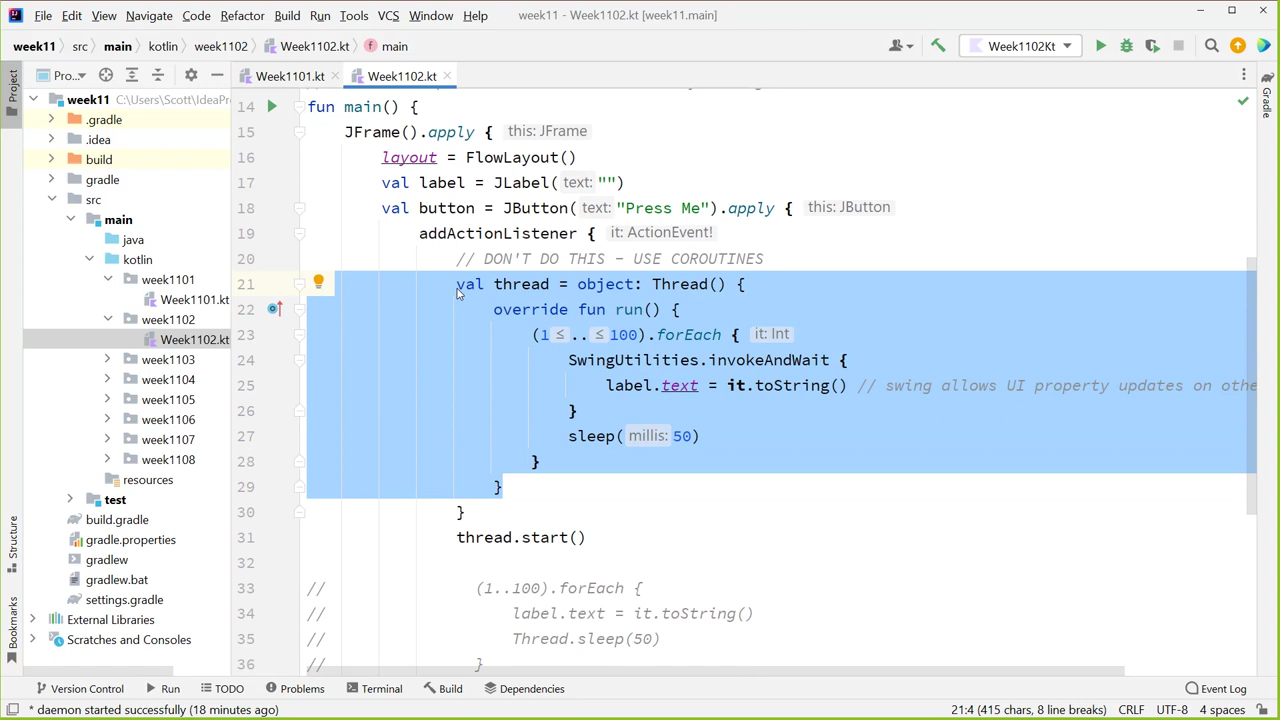 File Edit View Navigate Code Refactor Build Run Tools VCS Window Help week11 - Week1102.kt [week11.main]
week11 src main kotlin week1102 Week1102.kt main Week1102Kt
Project
Pro... Week1101.kt Week1102.kt
Gradle
week11 C:\Users\Scott\IdeaPr
.gradle
.idea
build
gradle
src
main
java
kotlin
week1101
Week1101.kt
week1102
Week1102.kt
week1103
week1104
week1105
week1106
week1107
week1108
resources
test
build.gradle
gradle.properties
gradlew
gradlew.bat
settings.gradle
External Libraries
Scratches and Consoles
Structure
Bookmarks
14 fun main() {
15 JFrame().apply { this: JFrame
16 layout = FlowLayout()
17 val label = JLabel( text: "")
18 val button = JButton( text: "Press Me").apply { this: JButton
19 addActionListener { it: ActionEvent!
20 // DON'T DO THIS - USE COROUTINES
21 val thread = object: Thread() {
22 override fun run() {
23 (1 ≤ .. ≤ 100).forEach { it: Int
24 SwingUtilities.invokeAndWait {
25 label.text = it.toString() // swing allows UI property updates on othe
26 }
27 sleep( millis: 50)
28 }
29 }
30 }
31 thread.start()
32
33 // (1..100).forEach {
34 // label.text = it.toString()
35 // Thread.sleep(50)
36 // }
Version Control Run TODO Problems Terminal Build Dependencies Event Log
* daemon started successfully (18 minutes ago) 21:4 (415 chars, 8 line breaks) CRLF UTF-8 4 spaces